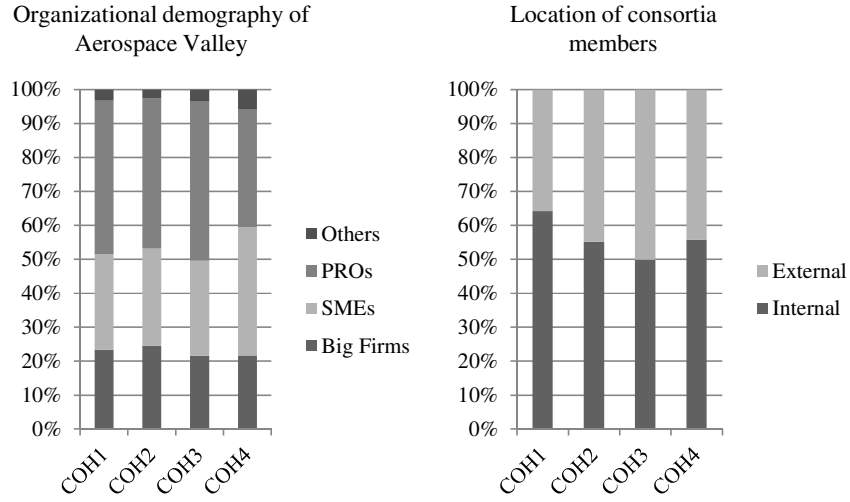 Organizational demography of
Aerospace Valley
100%
90%
80%
70%
60%
50%
40%
30%
20%
10%
0%
COH1
COH2
COH3
COH4
Others
PROs
SMEs
Big Firms
Location of consortia
members
100%
90%
80%
70%
60%
50%
40%
30%
20%
10%
0%
COH1
COH2
COH3
COH4
External
Internal